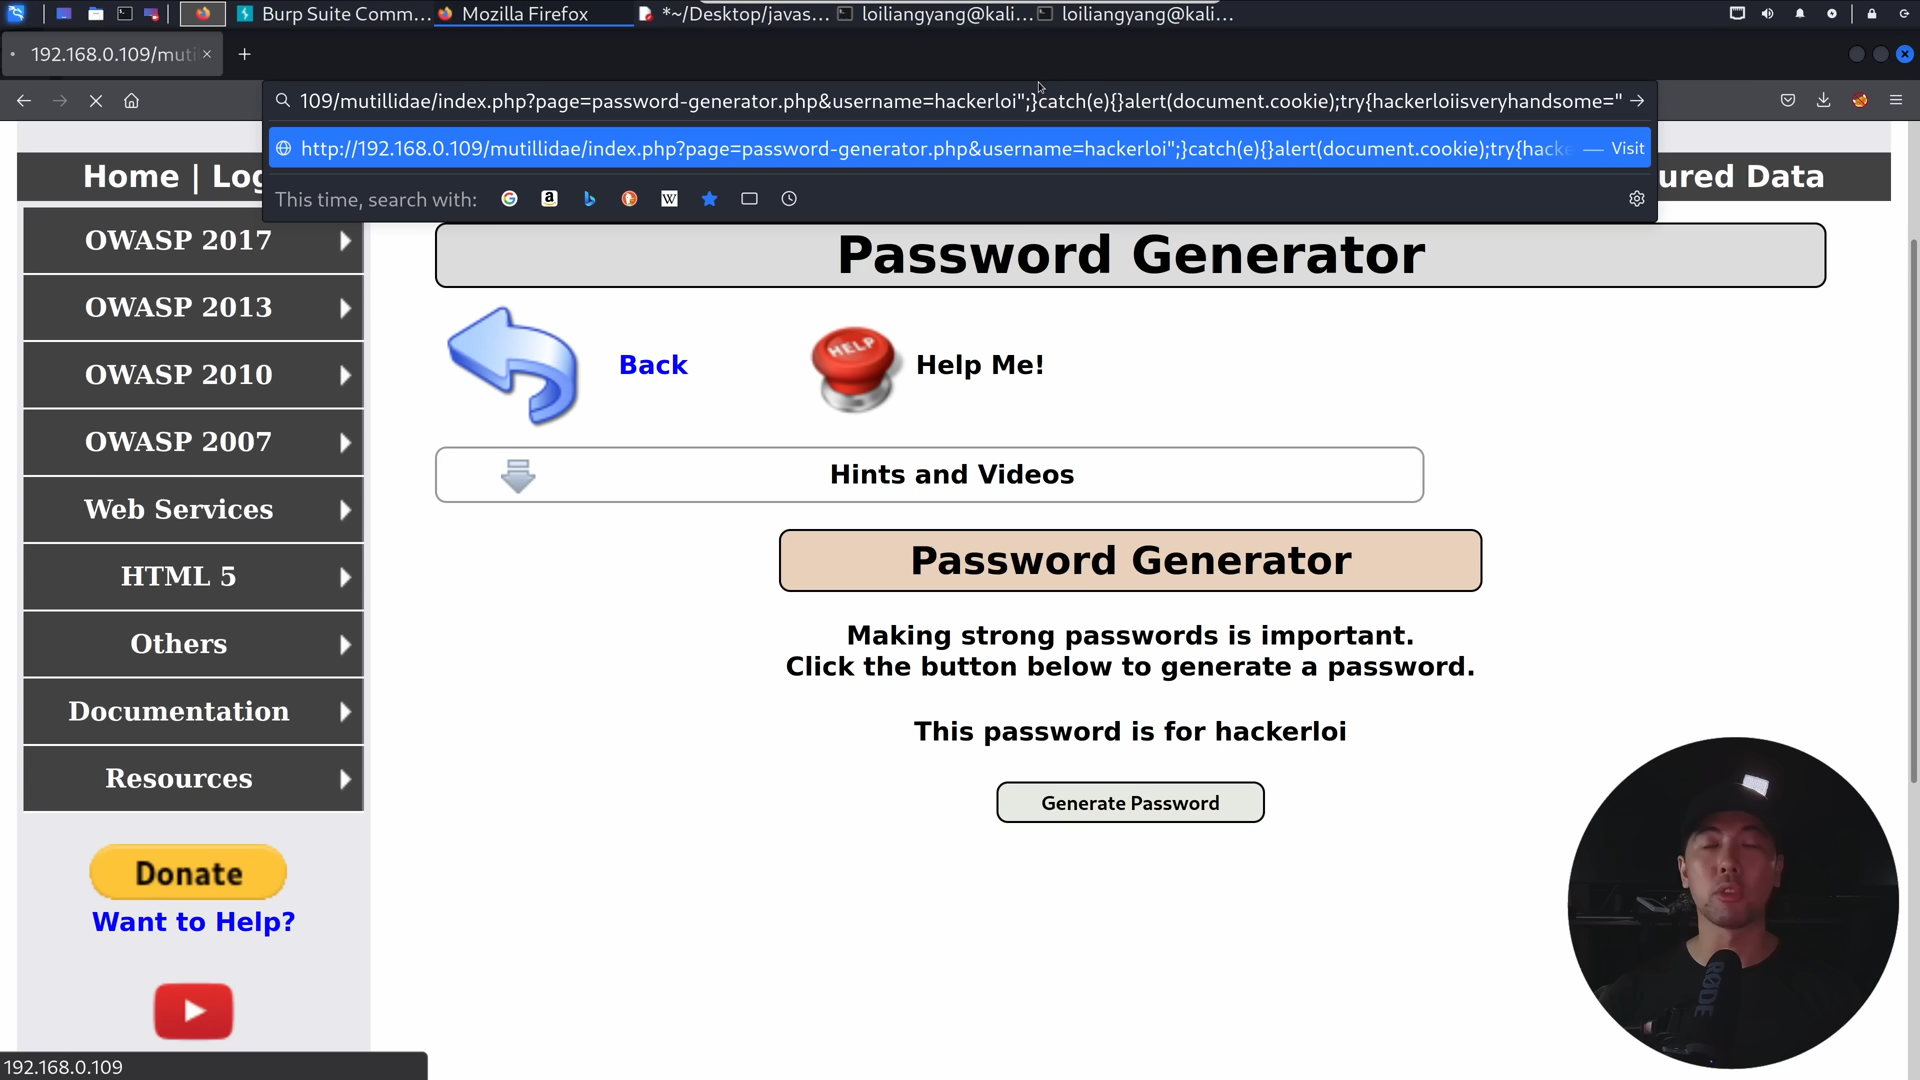 Burp Suite Comm...
Mozilla Firefox
*~/Desktop/javas...
loiliangyang@kali...
loiliangyang@kali...
192.168.0.109/muti
109/mutillidae/index.php?page=password-generator.php&username=hackerloi";}catch(e){}alert(document.cookie);try{hackerloiisveryhandsome="
http://192.168.0.109/mutillidae/index.php?page=password-generator.php&username=hackerloi";}catch(e){}alert(document.cookie);try{hacke — Visit
This time, search with:
Home | Log
ured Data
OWASP 2017
OWASP 2013
OWASP 2010
OWASP 2007
Web Services
HTML 5
Others
Documentation
Resources
Donate
Want to Help?
Password Generator
Back
HELP
Help Me!
Hints and Videos
Password Generator
Making strong passwords is important.
Click the button below to generate a password.
This password is for hackerloi
Generate Password
RØDE
192.168.0.109